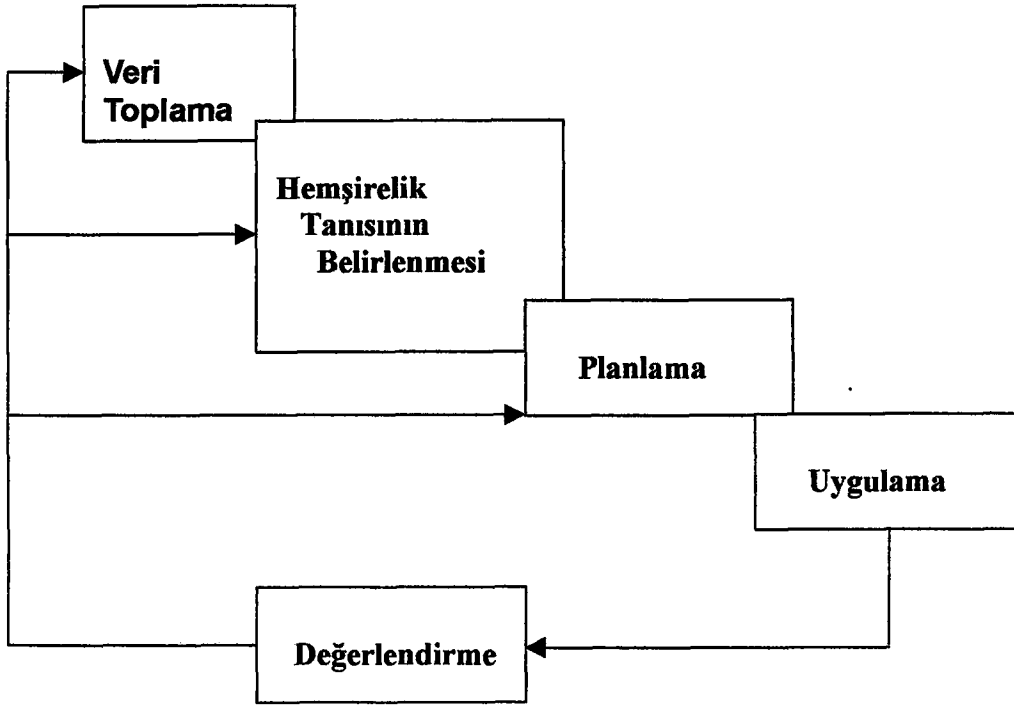 Veri
Toplama
Hemşirelik
Tanısının
Belirlenmesi
Planlama
Uygulama
Değerlendirme